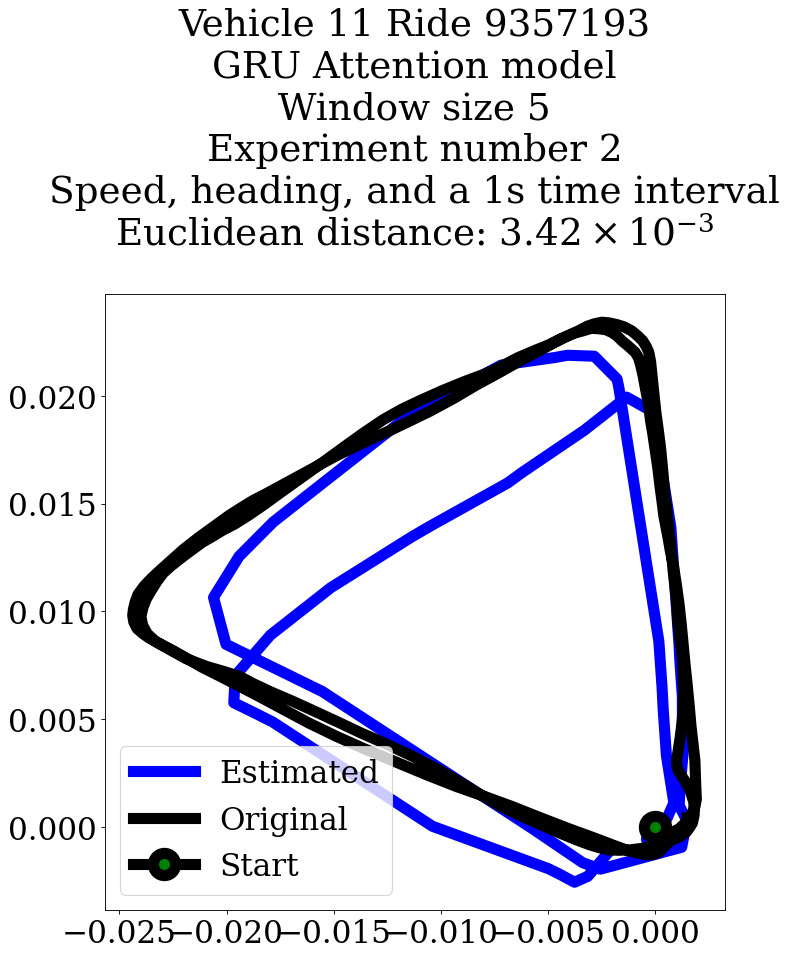 Vehicle 11 Ride 9357193
GRU Attention model
Window size 5
Experiment number 2
Speed, heading, and a 1s time interval
Euclidean distance: 3.42 × 10⁻³
0.020
0.015
0.010
0.005
0.000
Estimated
Original
Start
−0.025 −0.020 −0.015 −0.010 −0.005 0.000